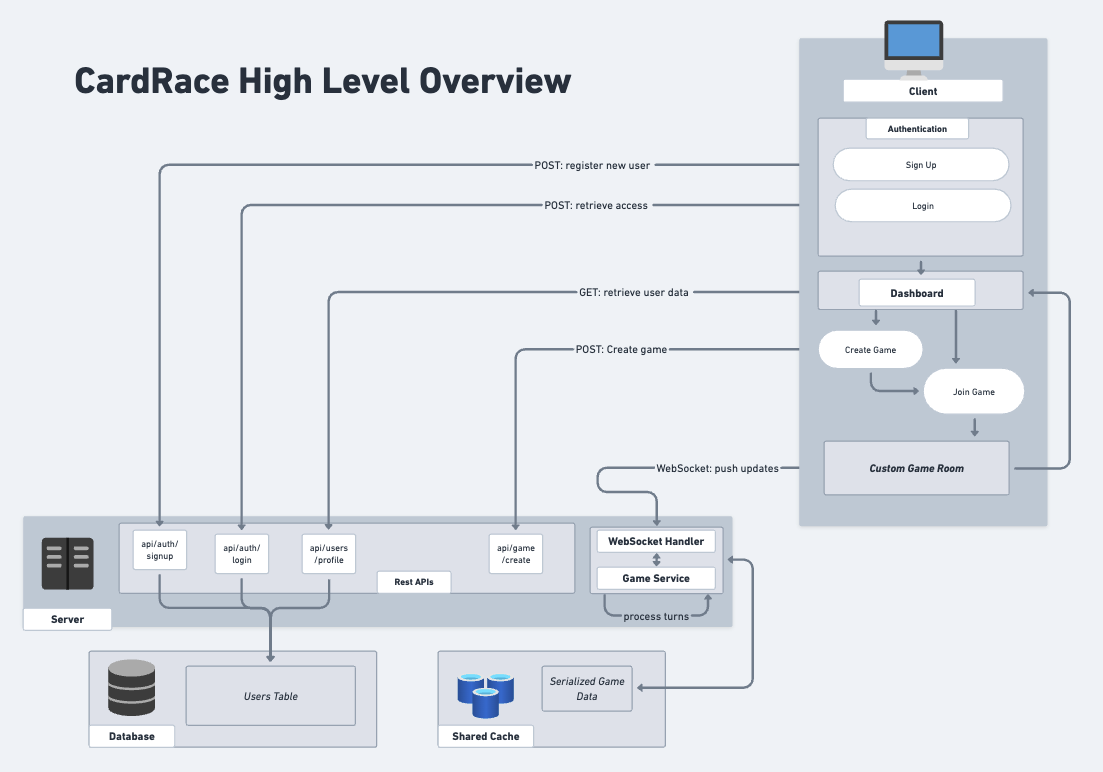 CardRace High Level Overview
Client
Authentication
Sign Up
Login
POST: register new user
POST: retrieve access
GET: retrieve user data
Dashboard
POST: Create game
Create Game
Join Game
WebSocket: push updates
Custom Game Room
api/auth/
signup
api/auth/
login
api/users
/profile
api/game
/create
Rest APIs
WebSocket Handler
Game Service
process turns
Server
Users Table
Database
Serialized Game
Data
Shared Cache